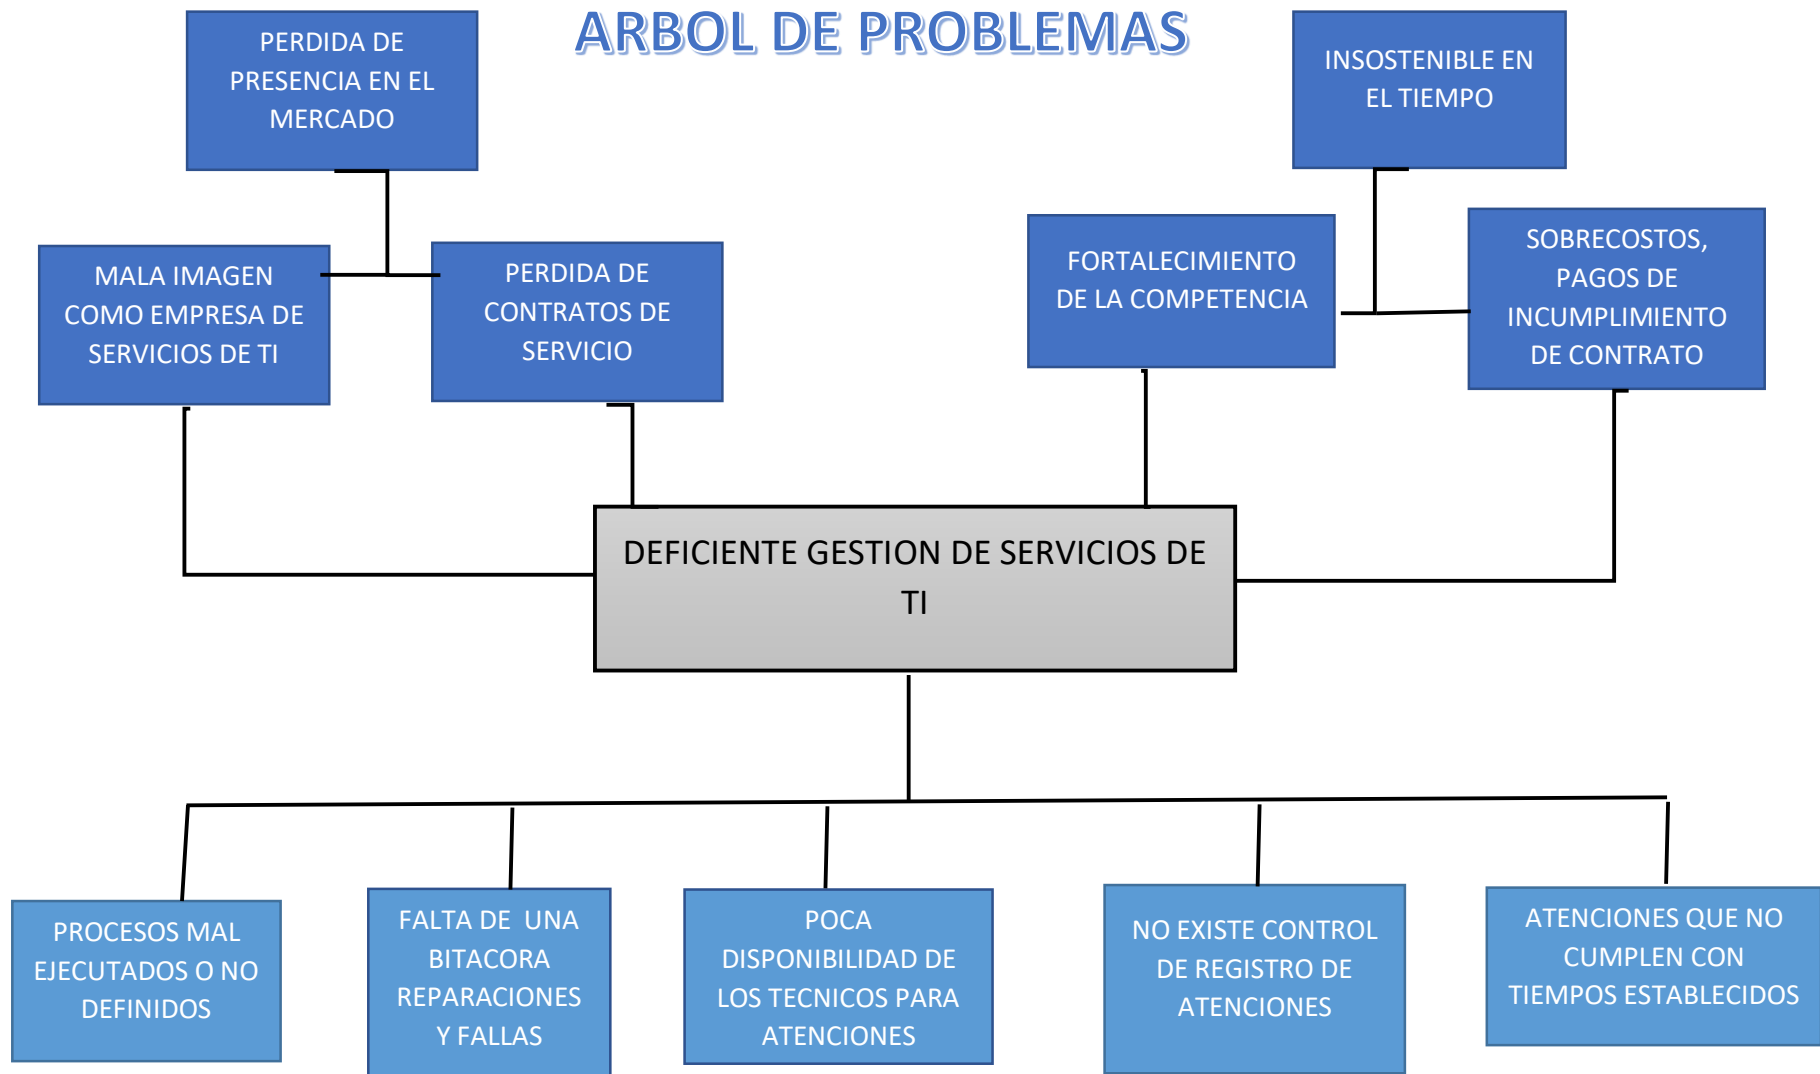 ARBOL DE PROBLEMAS
PERDIDA DE
PRESENCIA EN EL
MERCADO
INSOSTENIBLE EN
EL TIEMPO
MALA IMAGEN
COMO EMPRESA DE
SERVICIOS DE TI
PERDIDA DE
CONTRATOS DE
SERVICIO
FORTALECIMIENTO
DE LA COMPETENCIA
SOBRECOSTOS,
PAGOS DE
INCUMPLIMIENTO
DE CONTRATO
DEFICIENTE GESTION DE SERVICIOS DE
TI
PROCESOS MAL
EJECUTADOS O NO
DEFINIDOS
FALTA DE UNA
BITACORA
REPARACIONES
Y FALLAS
POCA
DISPONIBILIDAD DE
LOS TECNICOS PARA
ATENCIONES
NO EXISTE CONTROL
DE REGISTRO DE
ATENCIONES
ATENCIONES QUE NO
CUMPLEN CON
TIEMPOS ESTABLECIDOS